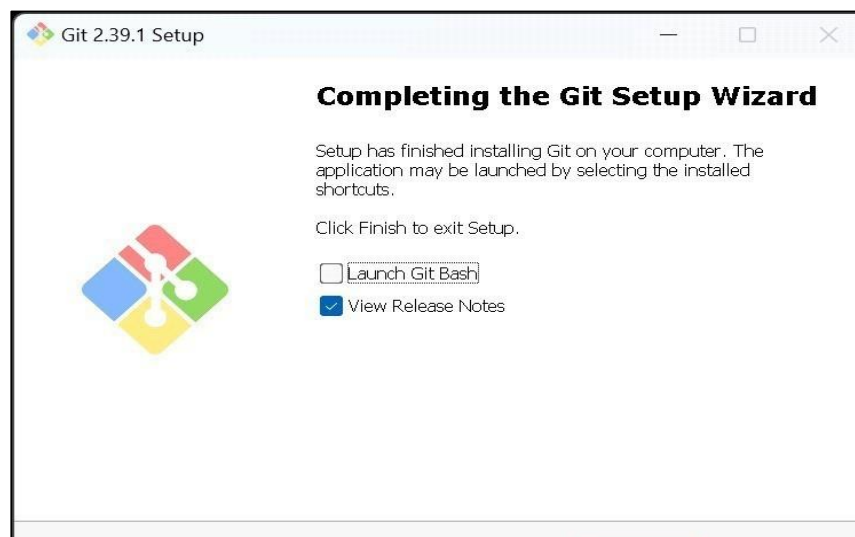 Git 2.39.1 Setup
Completing the Git Setup Wizard
Setup has finished installing Git on your computer. The
application may be launched by selecting the installed
shortcuts.
Click Finish to exit Setup.
Launch Git Bash
View Release Notes